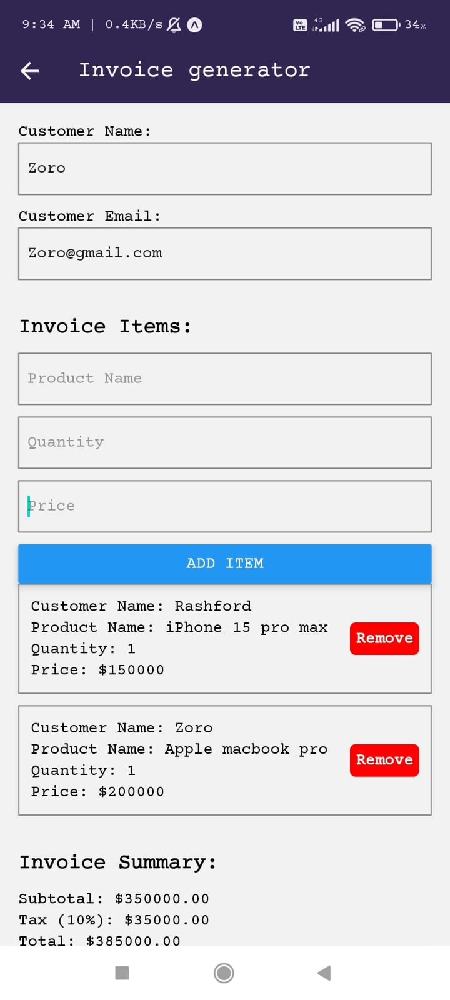 9:34 AM | 0.4KB/s
Vo LTE 4G 34%
Invoice generator
Customer Name:
Zoro
Customer Email:
Zoro@gmail.com
Invoice Items:
Product Name
Quantity
Price
ADD ITEM
Customer Name: Rashford
Product Name: iPhone 15 pro max
Quantity: 1
Price: $150000
Remove
Customer Name: Zoro
Product Name: Apple macbook pro
Quantity: 1
Price: $200000
Remove
Invoice Summary:
Subtotal: $350000.00
Tax (10%): $35000.00
Total: $385000.00